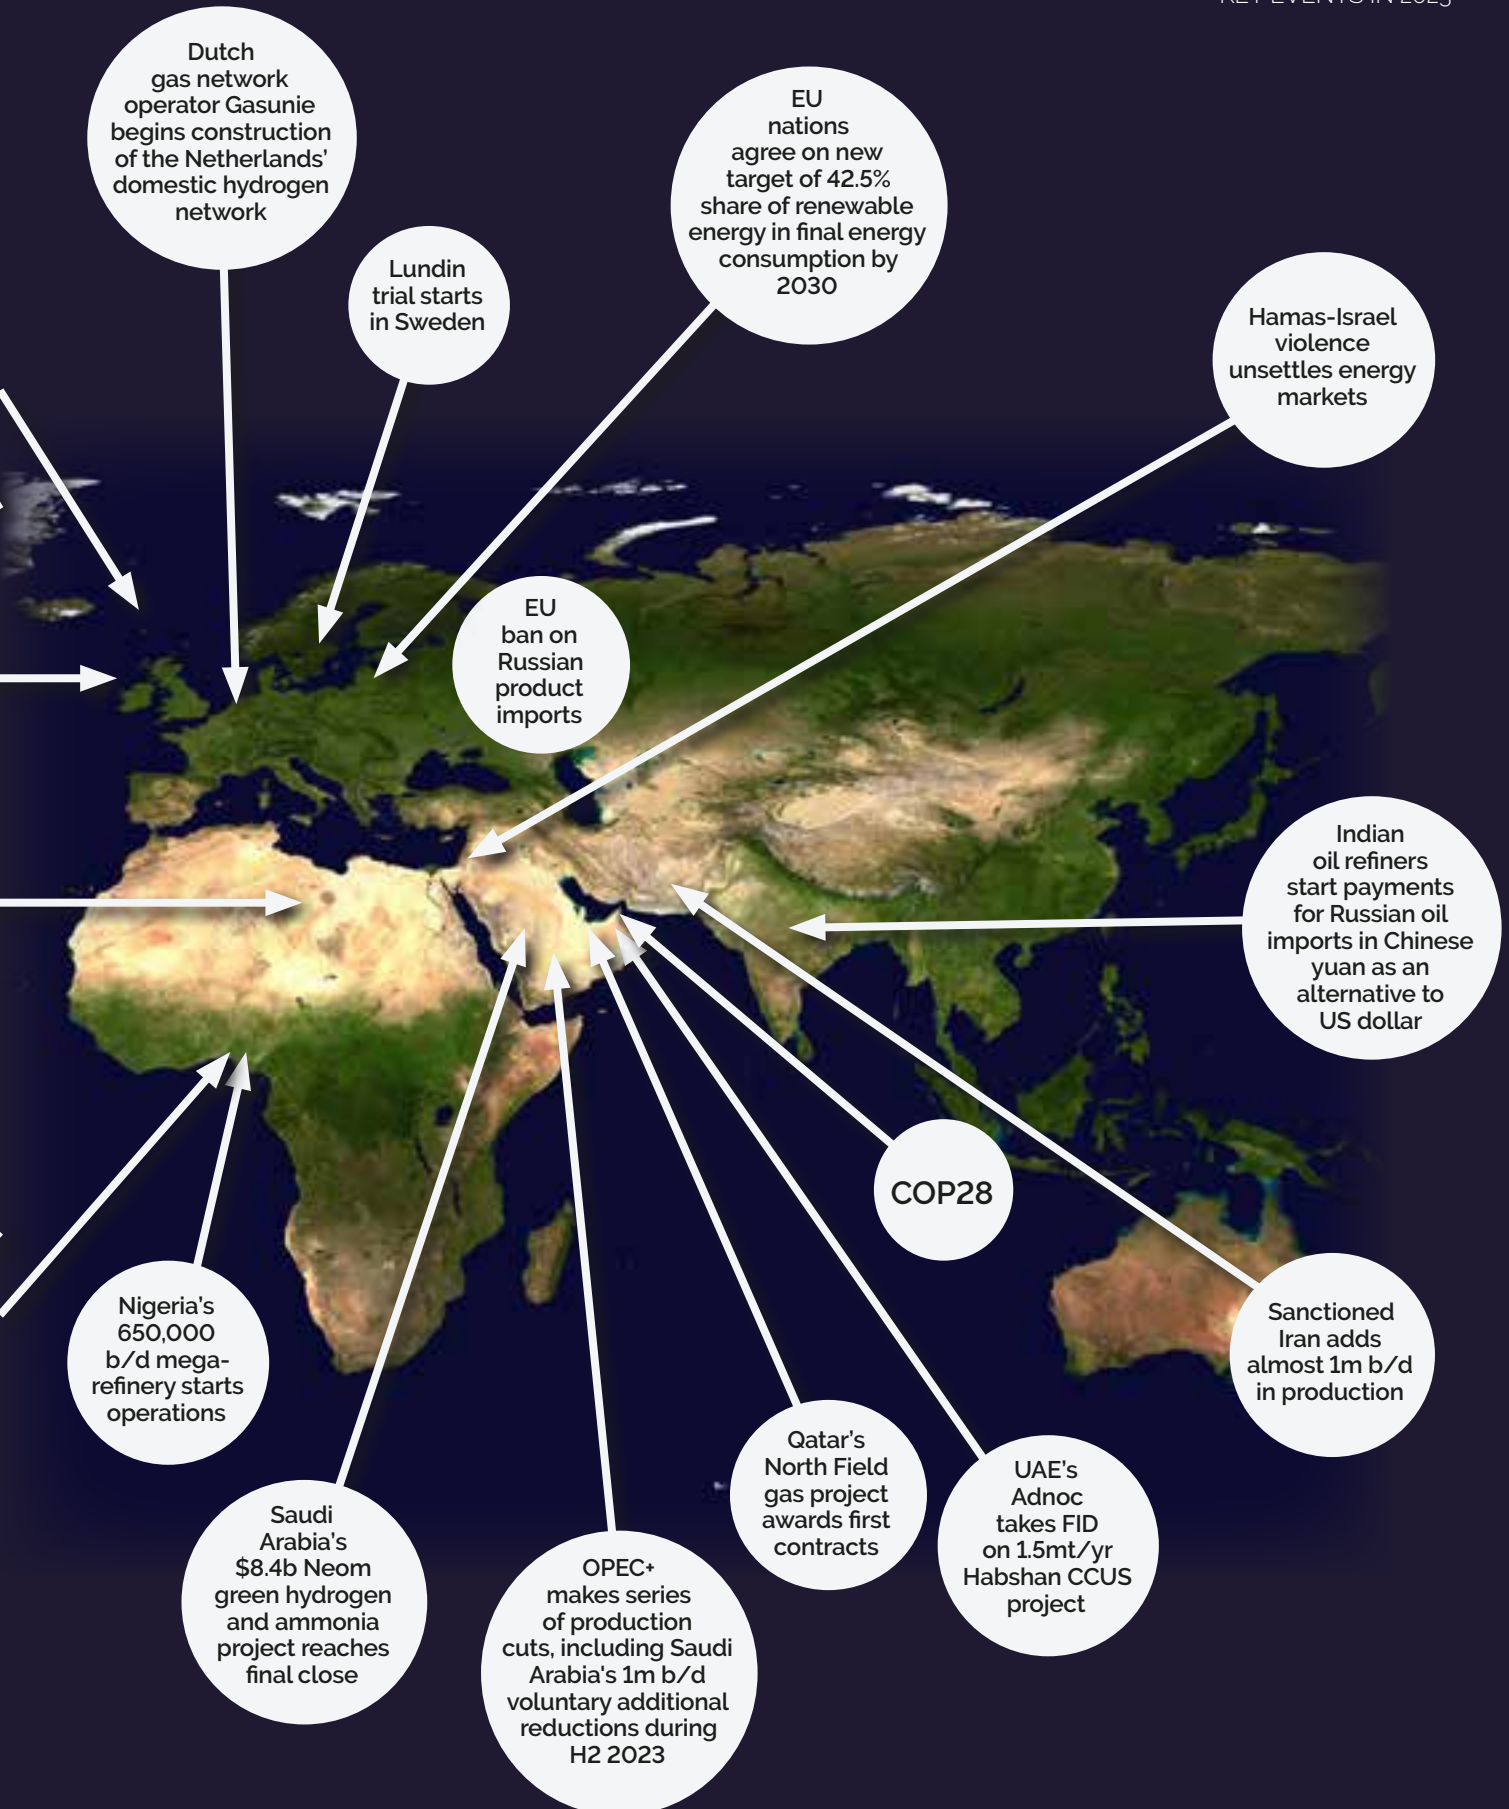 KEY EVENTS IN 2023
Dutch
gas network
operator Gasunie
begins construction
of the Netherlands’
domestic hydrogen
network
Lundin
trial starts
in Sweden
EU
nations
agree on new
target of 42.5%
share of renewable
energy in final energy
consumption by
2030
Hamas-Israel
violence
unsettles energy
markets
EU
ban on
Russian
product
imports
Indian
oil refiners
start payments
for Russian oil
imports in Chinese
yuan as an
alternative to
US dollar
COP28
Sanctioned
Iran adds
almost 1m b/d
in production
Nigeria’s
650,000
b/d mega-
refinery starts
operations
Saudi
Arabia’s
$8.4b Neom
green hydrogen
and ammonia
project reaches
final close
OPEC+
makes series
of production
cuts, including Saudi
Arabia's 1m b/d
voluntary additional
reductions during
H2 2023
Qatar’s
North Field
gas project
awards first
contracts
UAE’s
Adnoc
takes FID
on 1.5mt/yr
Habshan CCUS
project